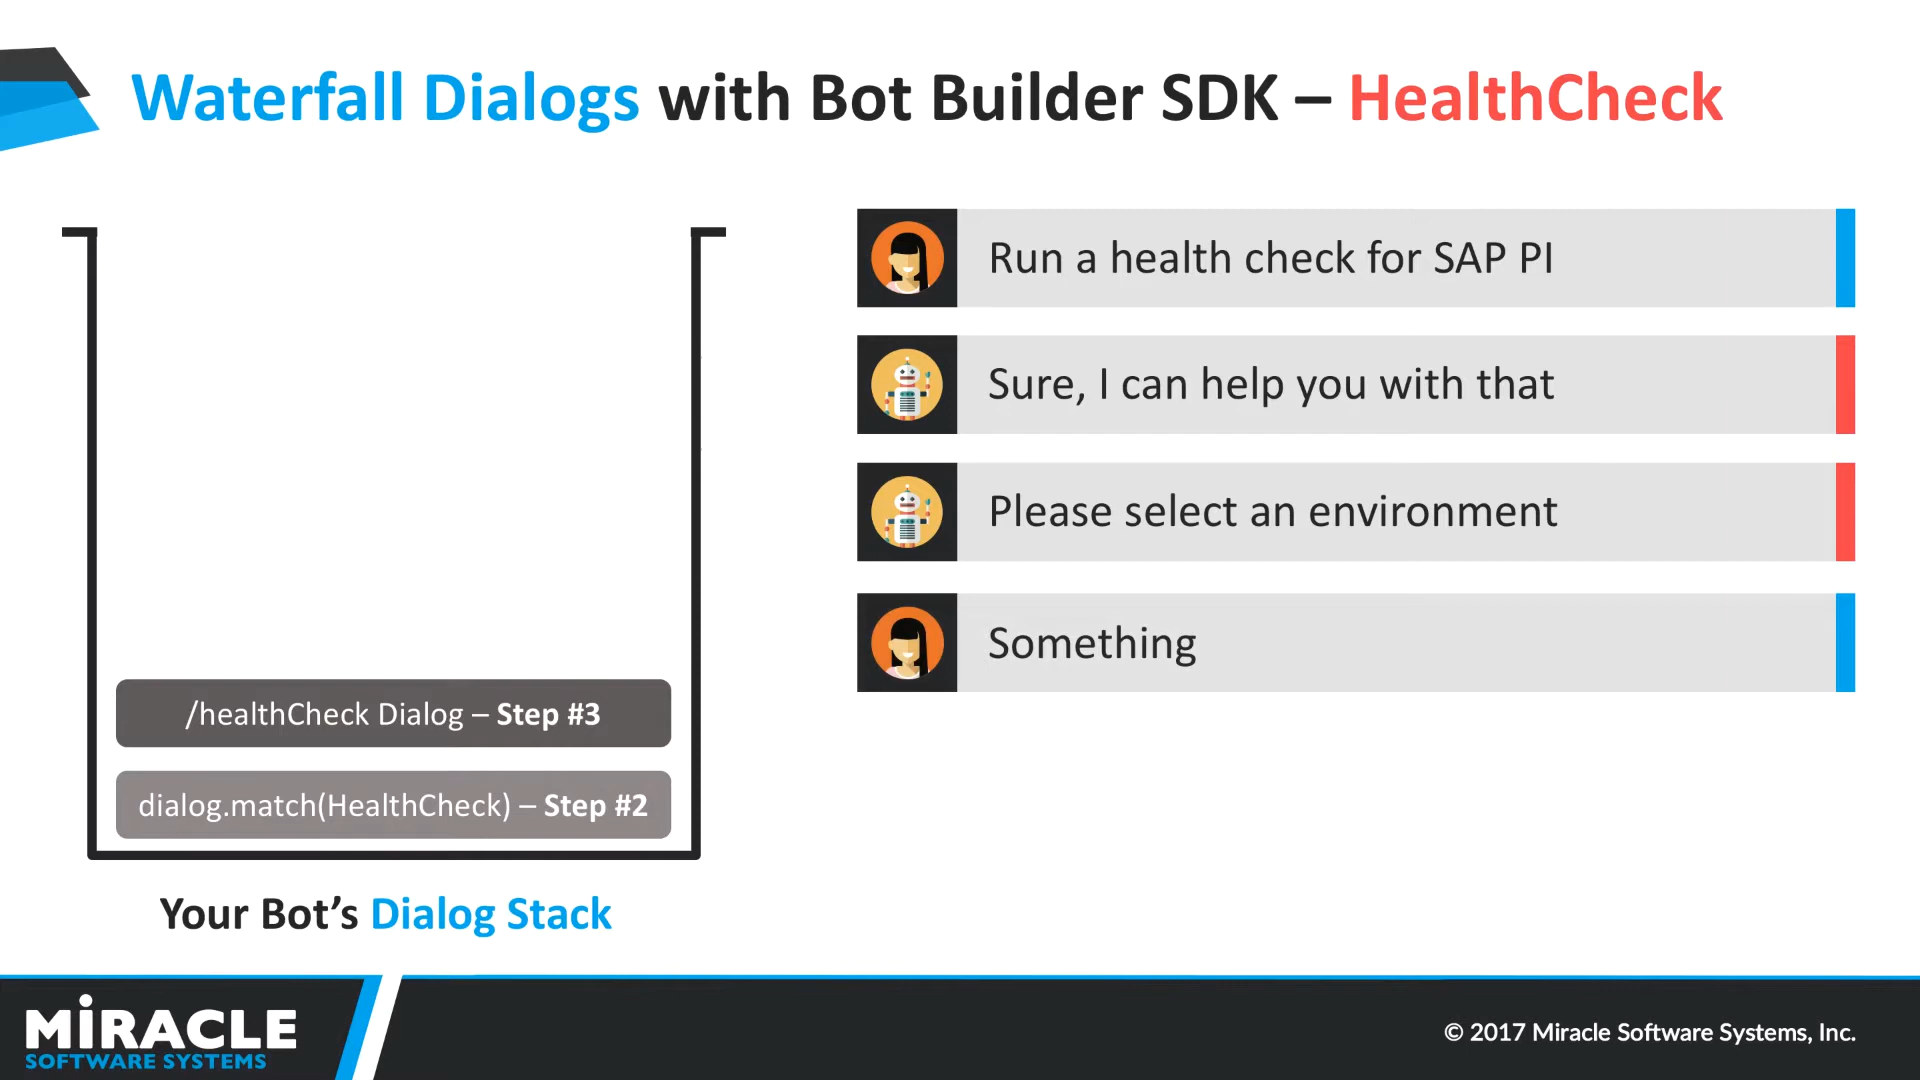 Waterfall Dialogs with Bot Builder SDK – HealthCheck
Run a health check for SAP PI
Sure, I can help you with that
Please select an environment
Something
/healthCheck Dialog – Step #3
dialog.match(HealthCheck) – Step #2
Your Bot’s Dialog Stack
MiRACLE
SOFTWARE SYSTEMS
© 2017 Miracle Software Systems, Inc.